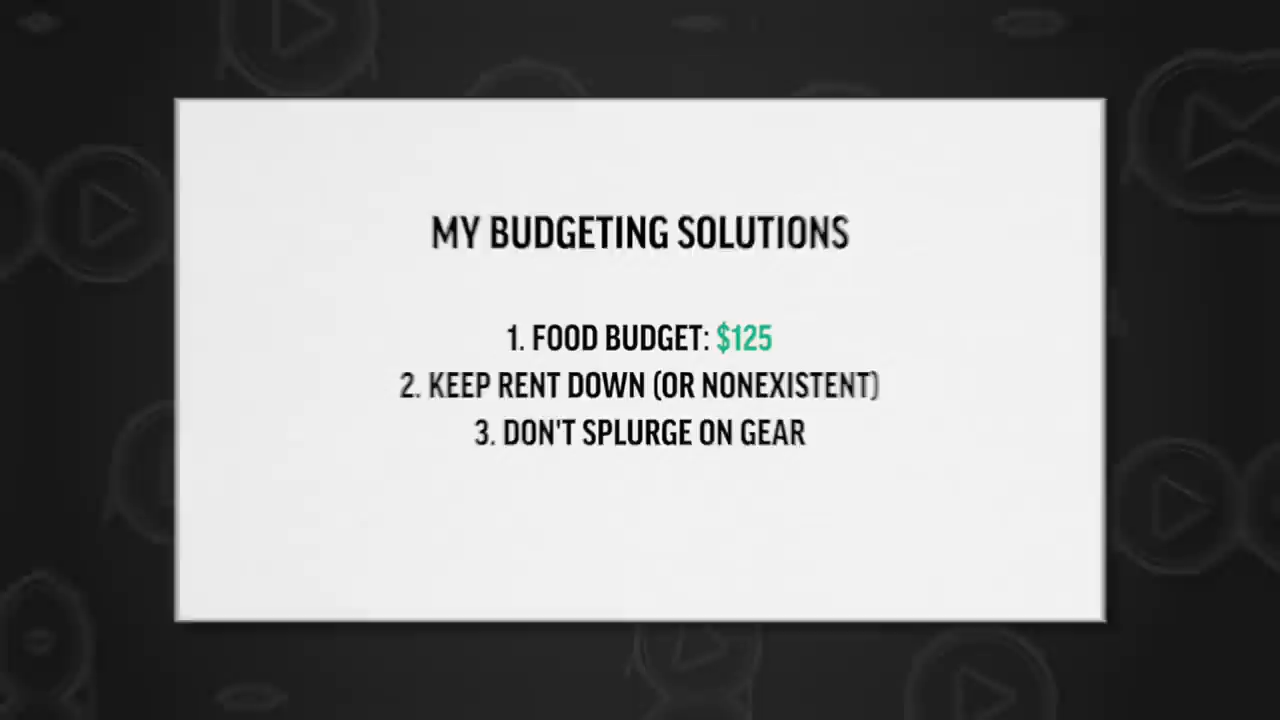 MY BUDGETING SOLUTIONS
1. FOOD BUDGET: $125
2. KEEP RENT DOWN (OR NONEXISTENT)
3. DON'T SPLURGE ON GEAR